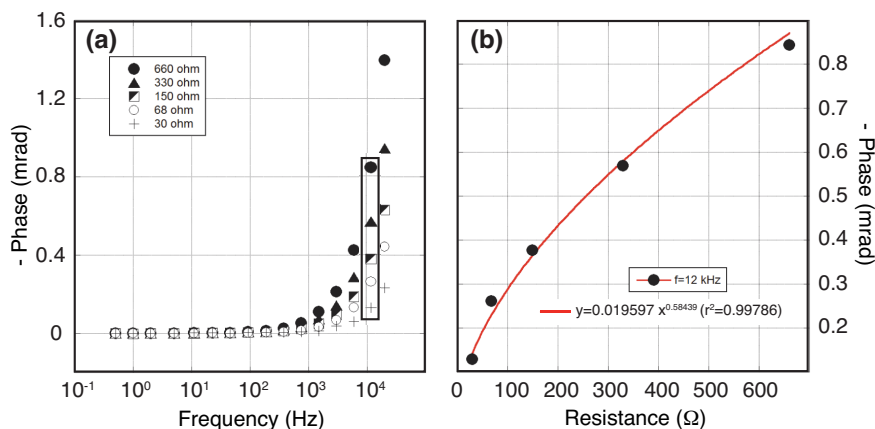 (a)
1.6
1.2
0.8
0.4
0
- Phase (mrad)
660 ohm
330 ohm
150 ohm
68 ohm
30 ohm
10-1
100
101
102
103
104
Frequency (Hz)
(b)
0.8
0.7
0.6
0.5
0.4
0.3
0.2
- Phase (mrad)
f=12 kHz
y=0.019597 x0.58439 (r2=0.99786)
0
100
200
300
400
500
600
Resistance (Ω)